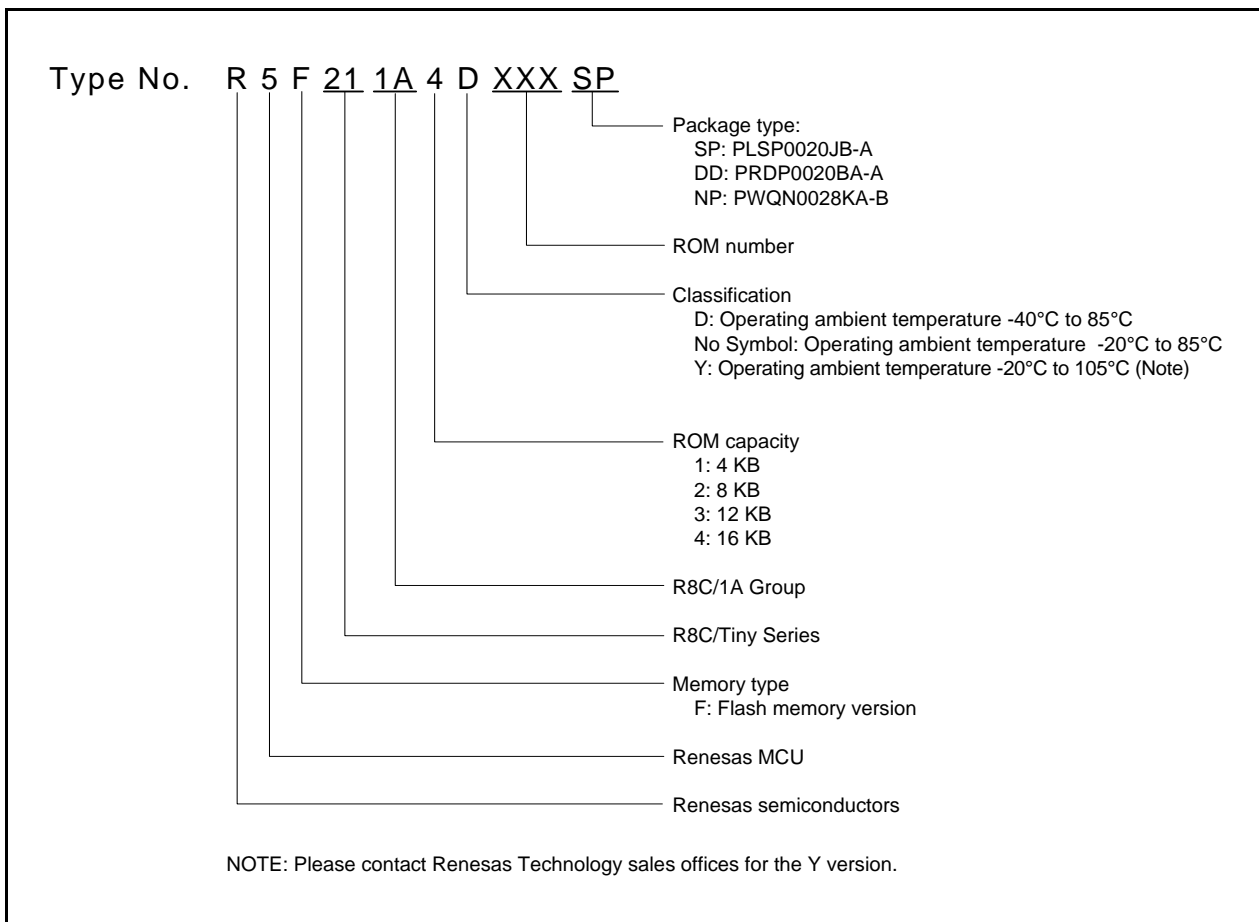 Type No. R 5 F 21 1A 4 D XXX SP
Package type:
SP: PLSP0020JB-A
DD: PRDP0020BA-A
NP: PWQN0028KA-B
ROM number
Classification
D: Operating ambient temperature -40°C to 85°C
No Symbol: Operating ambient temperature -20°C to 85°C
Y: Operating ambient temperature -20°C to 105°C (Note)
ROM capacity
1: 4 KB
2: 8 KB
3: 12 KB
4: 16 KB
R8C/1A Group
R8C/Tiny Series
Memory type
F: Flash memory version
Renesas MCU
Renesas semiconductors
NOTE: Please contact Renesas Technology sales offices for the Y version.